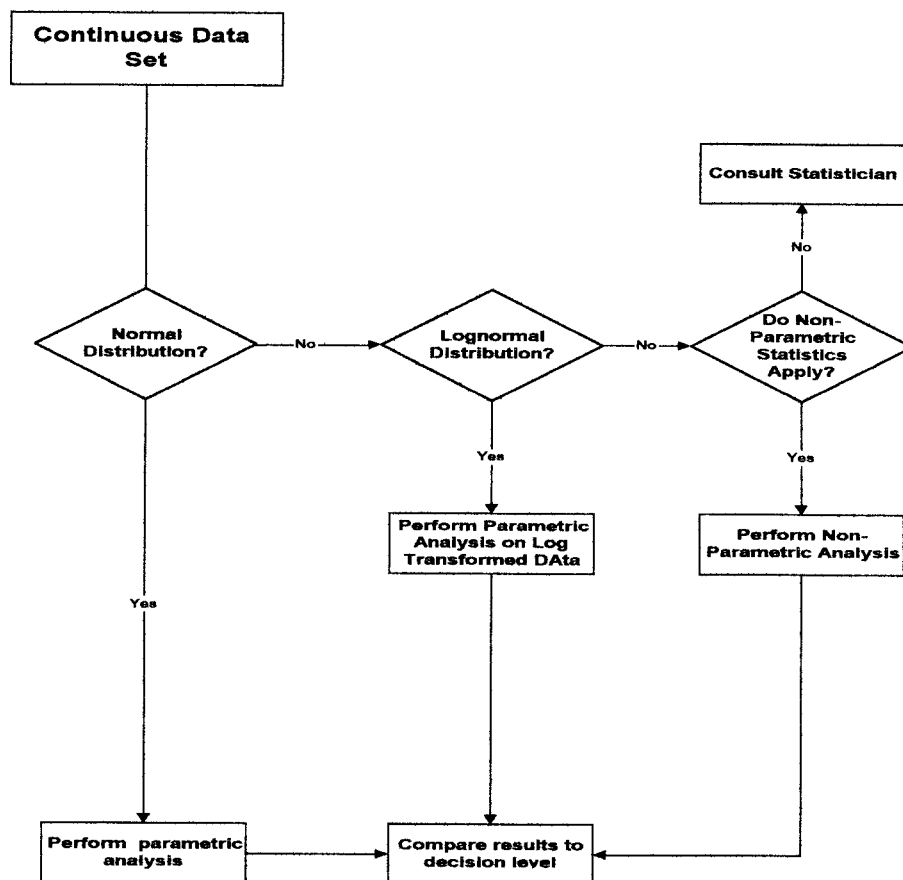 Continuous Data
Set
Consult Statistician
No
Normal
Distribution?
No
Lognormal
Distribution?
No
Do Non-
Parametric
Statistics
Apply?
Yes
Yes
Perform Parametric
Analysis on Log
Transformed DAta
Perform Non-
Parametric Analysis
Yes
Perform parametric
analysis
Compare results to
decision level